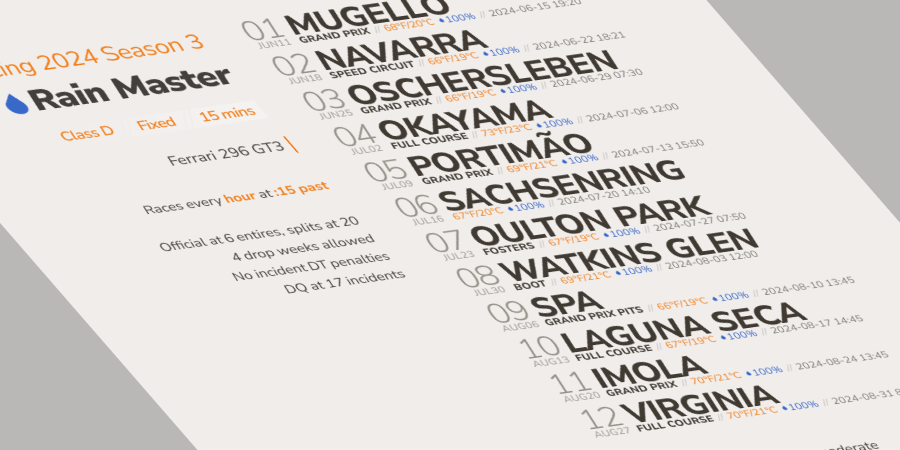 2024 Season 3
Rain Master
Class D // Fixed // 15 mins
Ferrari 296 GT3
Races every hour at :15 past
Official at 6 entires, splits at 20
4 drop weeks allowed
No incident DT penalties
DQ at 17 incidents
01 MUGELLO
JUN11 GRAND PRIX // 68°F/20°C 100% // 2024-06-15 19:20
02 NAVARRA
JUN18 SPEED CIRCUIT // 66°F/19°C 100% // 2024-06-22 18:21
03 OSCHERSLEBEN
JUN25 GRAND PRIX // 66°F/19°C 100% // 2024-06-29 07:30
04 OKAYAMA
JUL02 FULL COURSE // 73°F/23°C 100% // 2024-07-06 12:00
05 PORTIMÃO
JUL09 GRAND PRIX // 69°F/21°C 100% // 2024-07-13 15:50
06 SACHSENRING
JUL16 67°F/20°C 100% // 2024-07-20 14:10
07 OULTON PARK
JUL23 FOSTERS // 67°F/19°C 100% // 2024-07-27 07:50
08 WATKINS GLEN
JUL30 BOOT // 69°F/21°C 100% // 2024-08-03 12:00
09 SPA
AUG06 GRAND PRIX PITS // 66°F/19°C 100% // 2024-08-10 13:45
10 LAGUNA SECA
AUG13 FULL COURSE // 67°F/19°C 100% // 2024-08-17 14:45
11 IMOLA
AUG20 GRAND PRIX // 70°F/21°C 100% // 2024-08-24 13:45
12 VIRGINIA
AUG27 FULL COURSE // 70°F/21°C 100% // 2024-08-31